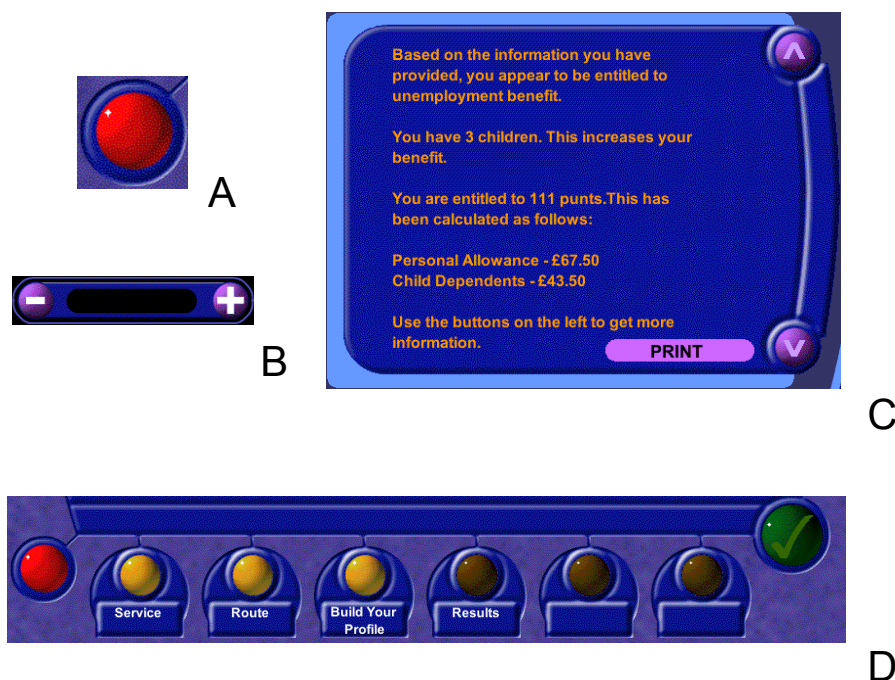 Based on the information you have
provided, you appear to be entitled to
unemployment benefit.
You have 3 children. This increases your
benefit.
You are entitled to 111 punts.This has
been calculated as follows:
Personal Allowance - £67.50
Child Dependents - £43.50
Use the buttons on the left to get more
information.
PRINT
A
B
C
Service
Route
Build Your
Profile
Results
D